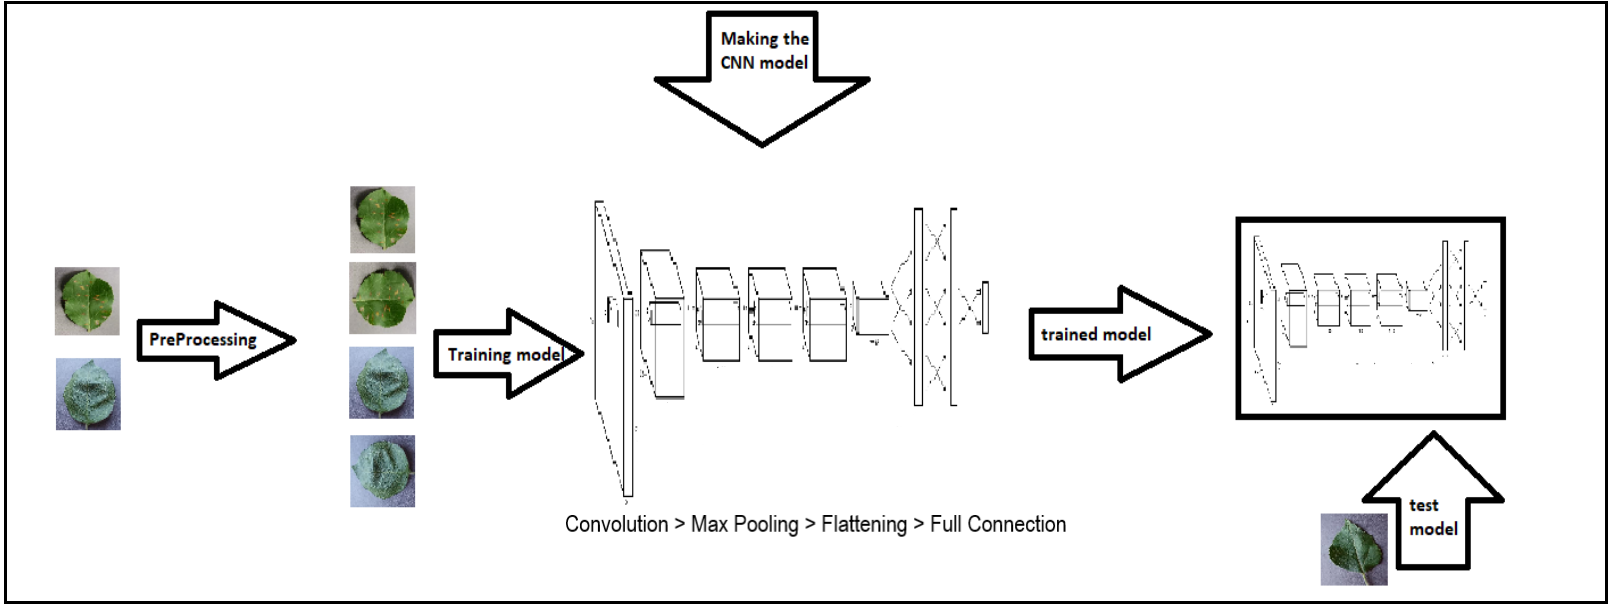 Making the
CNN model
PreProcessing
Training model
trained model
Convolution > Max Pooling > Flattening > Full Connection
test
model